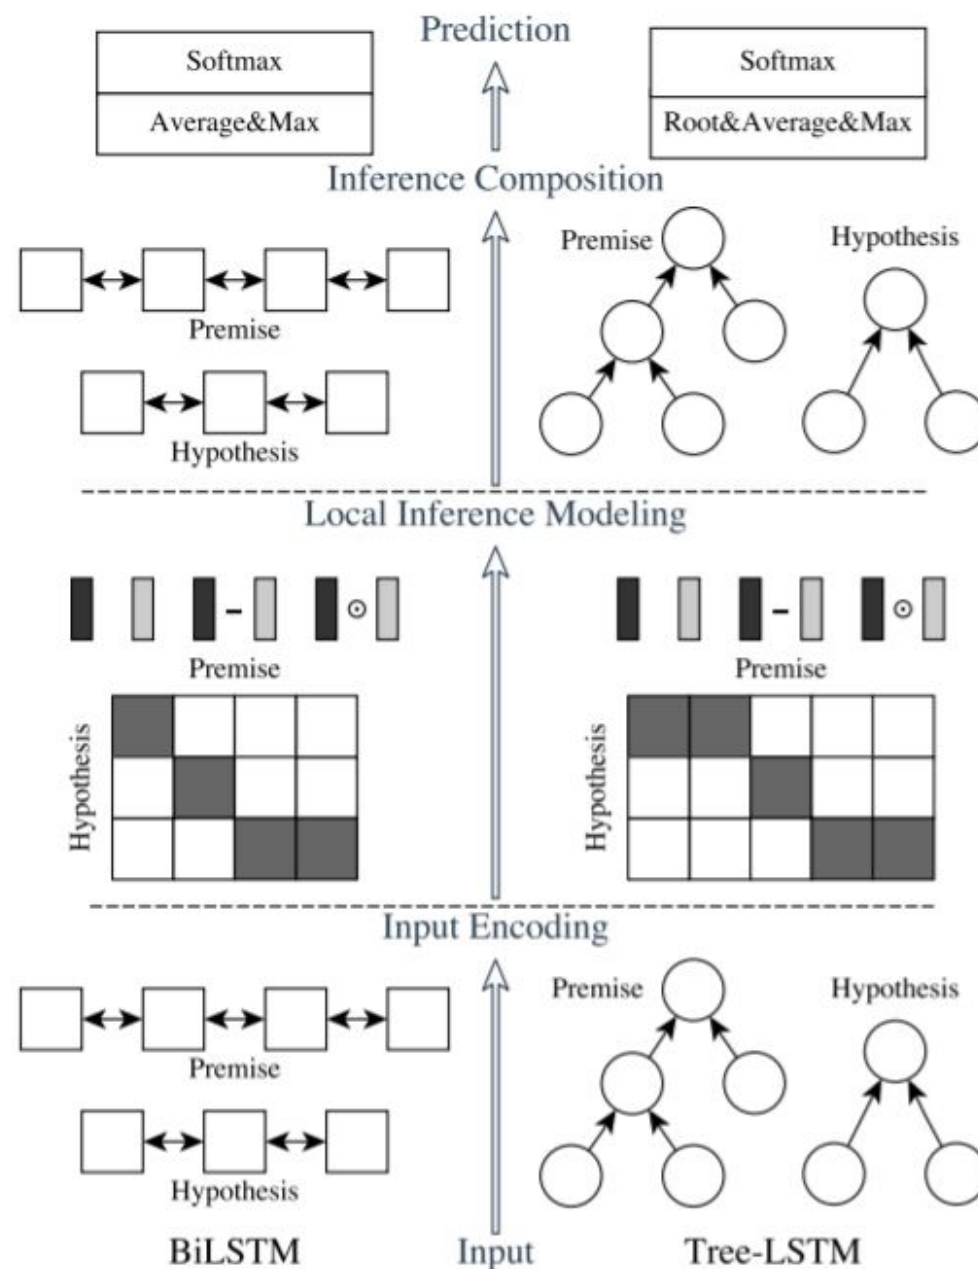 Prediction
Softmax
Average&Max
Softmax
Root&Average&Max
Inference Composition
Premise
Hypothesis
Premise
Hypothesis
Local Inference Modeling
Premise
Hypothesis
Premise
Hypothesis
Input Encoding
Premise
Hypothesis
Premise
Hypothesis
BiLSTM
Input
Tree-LSTM